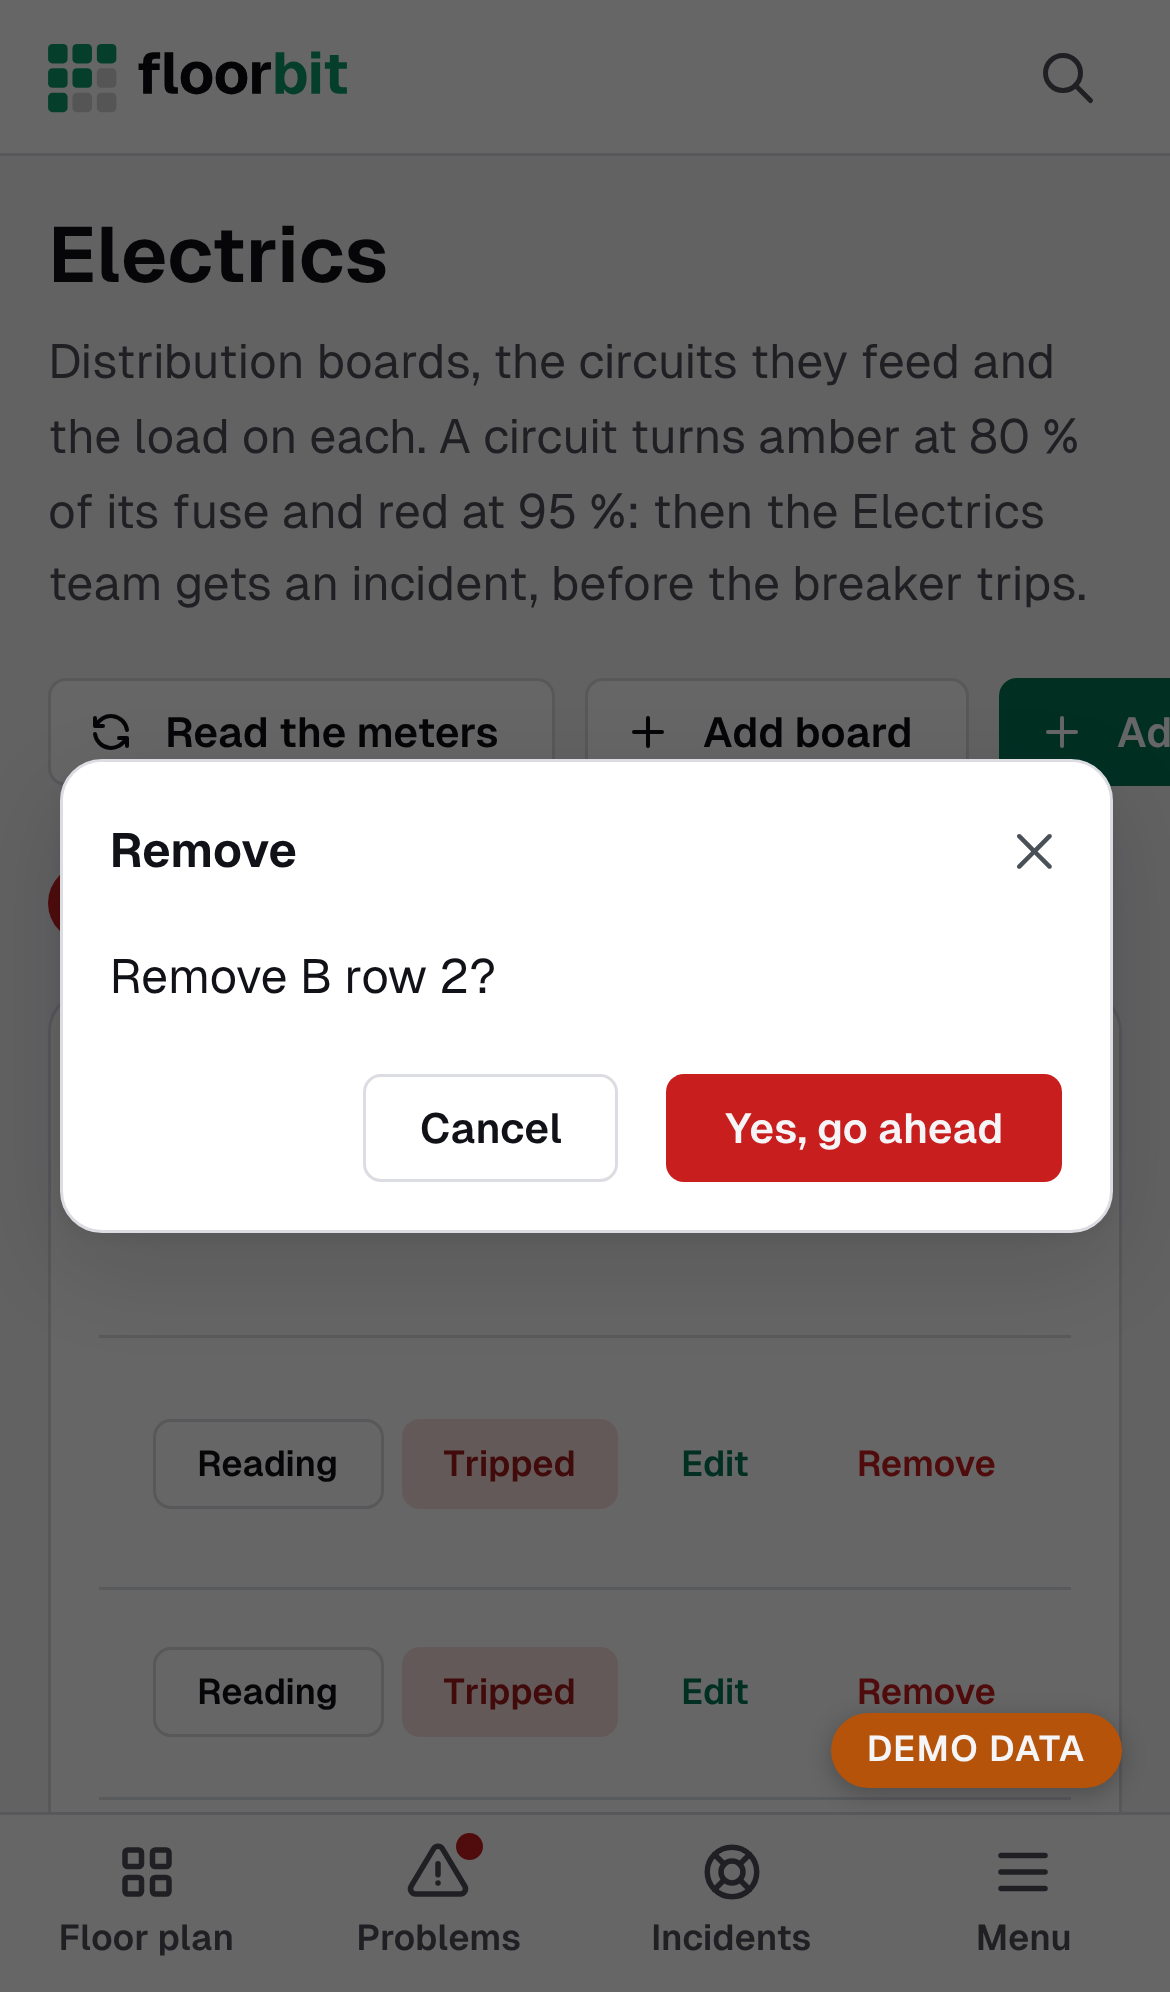 floorbit
Electrics
Distribution boards, the circuits they feed and
the load on each. A circuit turns amber at 80 %
of its fuse and red at 95 %: then the Electrics
team gets an incident, before the breaker trips.
Read the meters
Add board
Ad
Remove
Remove B row 2?
Cancel
Yes, go ahead
Reading Tripped Edit Remove
Reading Tripped Edit Remove
DEMO DATA
Floor plan Problems Incidents Menu